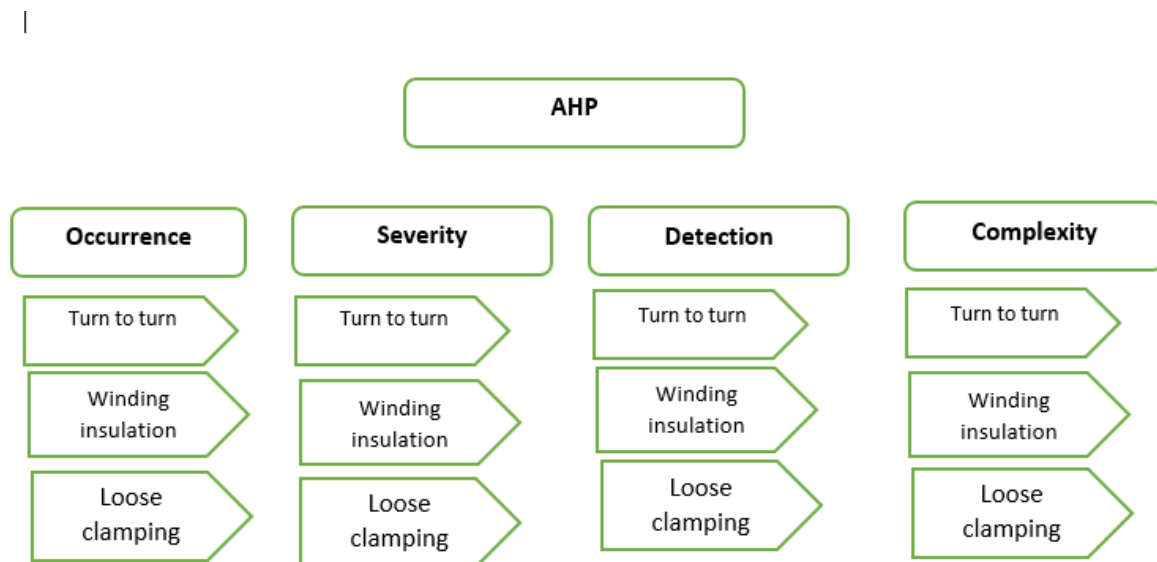 AHP
Occurrence
Severity
Detection
Complexity
Turn to turn
Turn to turn
Turn to turn
Turn to turn
Winding
insulation
Winding
insulation
Winding
insulation
Winding
insulation
Loose
clamping
Loose
clamping
Loose
clamping
Loose
clamping